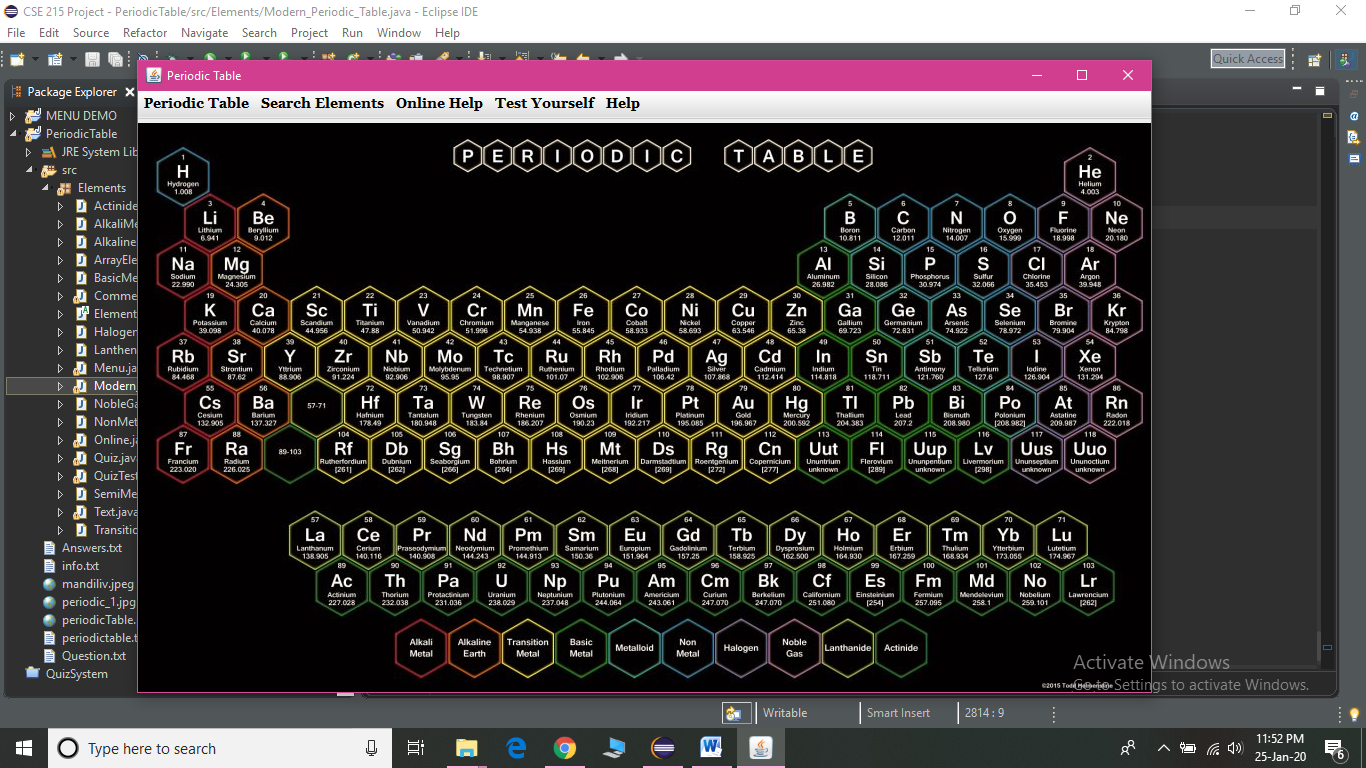 CSE 215 Project - PeriodicTable/src/Elements/Modern_Periodic_Table.java - Eclipse IDE
File Edit Source Refactor Navigate Search Project Run Window Help
Quick Access
Package Explorer
MENU DEMO
PeriodicTable
JRE System Lib
src
Elements
Actinide
AlkaliMe
Alkaline
ArrayEle
BasicMe
Comme
Element
Halogen
Lanthen
Menu.ja
Modern_
NobleGa
NonMet
Online.ja
Quiz.java
QuizTest
SemiMe
Text.java
Transitio
Answers.txt
info.txt
mandiliv.jpeg
periodic_1.jpg
periodicTable.
periodictable.t
Question.txt
QuizSystem
Periodic Table
Periodic Table Search Elements Online Help Test Yourself Help
PERIODIC TABLE
1 2
H He
Hydrogen Helium
1.008 4.003
3 4 5 6 7 8 9 10
Li Be B C N O F Ne
Lithium Beryllium Boron Carbon Nitrogen Oxygen Fluorine Neon
6.941 9.012 10.811 12.011 14.007 15.999 18.998 20.180
11 12 13 14 15 16 17 18
Na Mg Al Si P S Cl Ar
Sodium Magnesium Aluminum Silicon Phosphorus Sulfur Chlorine Argon
22.990 24.305 26.982 28.086 30.974 32.066 35.453 39.948
19 20 21 22 23 24 25 26 27 28 29 30 31 32 33 34 35 36
K Ca Sc Ti V Cr Mn Fe Co Ni Cu Zn Ga Ge As Se Br Kr
Potassium Calcium Scandium Titanium Vanadium Chromium Manganese Iron Cobalt Nickel Copper Zinc Gallium Germanium Arsenic Selenium Bromine Krypton
39.098 40.078 44.956 47.88 50.942 51.996 54.938 55.845 58.933 58.693 63.546 65.38 69.723 72.631 74.922 78.972 79.904 84.798
37 38 39 40 41 42 43 44 45 46 47 48 49 50 51 52 53 54
Rb Sr Y Zr Nb Mo Tc Ru Rh Pd Ag Cd In Sn Sb Te I Xe
Rubidium Strontium Yttrium Zirconium Niobium Molybdenum Technetium Ruthenium Rhodium Palladium Silver Cadmium Indium Tin Antimony Tellurium Iodine Xenon
84.468 87.62 88.906 91.224 92.906 95.95 98.907 101.07 102.906 106.42 107.868 112.414 114.818 118.711 121.760 127.6 126.904 131.294
55 56 57-71 72 73 74 75 76 77 78 79 80 81 82 83 84 85 86
Cs Ba Hf Ta W Re Os Ir Pt Au Hg Tl Pb Bi Po At Rn
Cesium Barium Hafnium Tantalum Tungsten Rhenium Osmium Iridium Platinum Gold Mercury Thallium Lead Bismuth Polonium Astatine Radon
132.905 137.327 178.49 180.948 183.84 186.207 190.23 192.217 195.085 196.967 200.592 204.383 207.2 208.980 [208.982] 209.987 222.018
87 88 89-103 104 105 106 107 108 109 110 111 112 113 114 115 116 117 118
Fr Ra Rf Db Sg Bh Hs Mt Ds Rg Cn Uut Fl Uup Lv Uus Uuo
Francium Radium Rutherfordium Dubnium Seaborgium Bohrium Hassium Meitnerium Darmstadtium Roentgenium Copernicium Ununtrium Flerovium Ununpentium Livermorium Ununseptium Ununoctium
223.020 226.025 [261] [262] [266] [264] [269] [268] [269] [272] [277] unknown [289] unknown [298] unknown unknown
57 58 59 60 61 62 63 64 65 66 67 68 69 70 71
La Ce Pr Nd Pm Sm Eu Gd Tb Dy Ho Er Tm Yb Lu
Lanthanum Cerium Praseodymium Neodymium Promethium Samarium Europium Gadolinium Terbium Dysprosium Holmium Erbium Thulium Ytterbium Lutetium
138.905 140.116 140.908 144.243 144.913 150.36 151.964 157.25 158.925 162.500 164.930 167.259 168.934 173.055 174.967
89 90 91 92 93 94 95 96 97 98 99 100 101 102 103
Ac Th Pa U Np Pu Am Cm Bk Cf Es Fm Md No Lr
Actinium Thorium Protactinium Uranium Neptunium Plutonium Americium Curium Berkelium Californium Einsteinium Fermium Mendelevium Nobelium Lawrencium
227.028 232.038 231.036 238.029 237.048 244.064 243.061 247.070 247.070 251.080 [254] 257.095 258.1 259.101 [262]
Alkali Metal
Alkaline Earth
Transition Metal
Basic Metal
Metalloid
Non Metal
Halogen
Noble Gas
Lanthanide
Actinide
Activate Windows
Go to Settings to activate Windows.
©2015 Todd
Writable Smart Insert 2814 : 9
Type here to search
11:52 PM
25-Jan-20
6